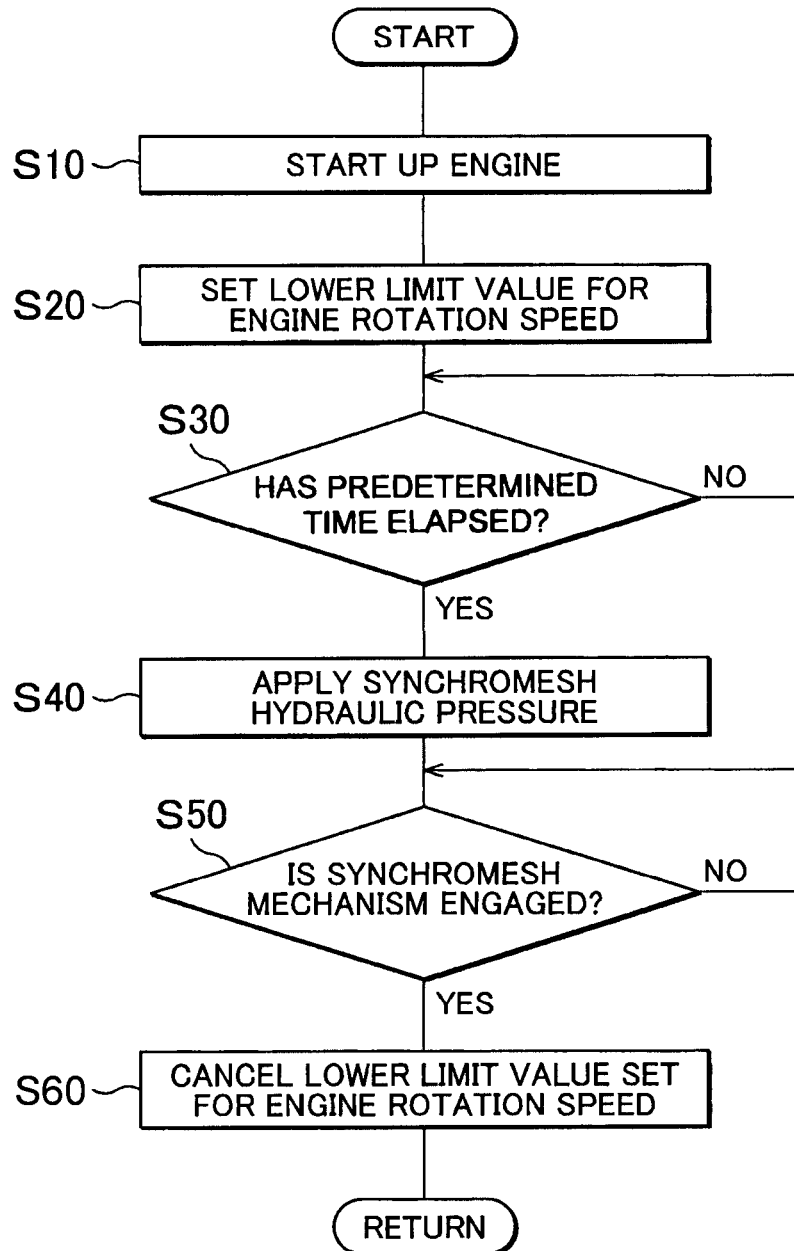 START
S10
START UP ENGINE
S20
SET LOWER LIMIT VALUE FOR
ENGINE ROTATION SPEED
S30
HAS PREDETERMINED
TIME ELAPSED?
NO
YES
S40
APPLY SYNCHROMESH
HYDRAULIC PRESSURE
S50
IS SYNCHROMESH
MECHANISM ENGAGED?
NO
YES
S60
CANCEL LOWER LIMIT VALUE SET
FOR ENGINE ROTATION SPEED
RETURN